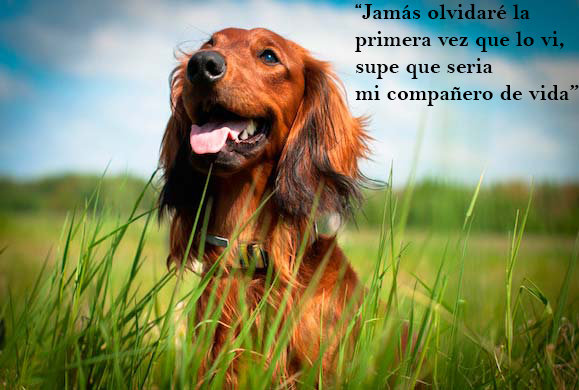 “Jamás olvidaré la
primera vez que lo vi,
supe que seria
mi compañero de vida”